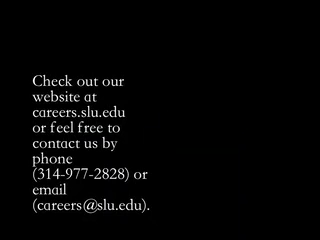 Check out our
website at
careers.slu.edu
or feel free to
contact us by
phone
(314-977-2828) or
email
(careers@slu.edu).